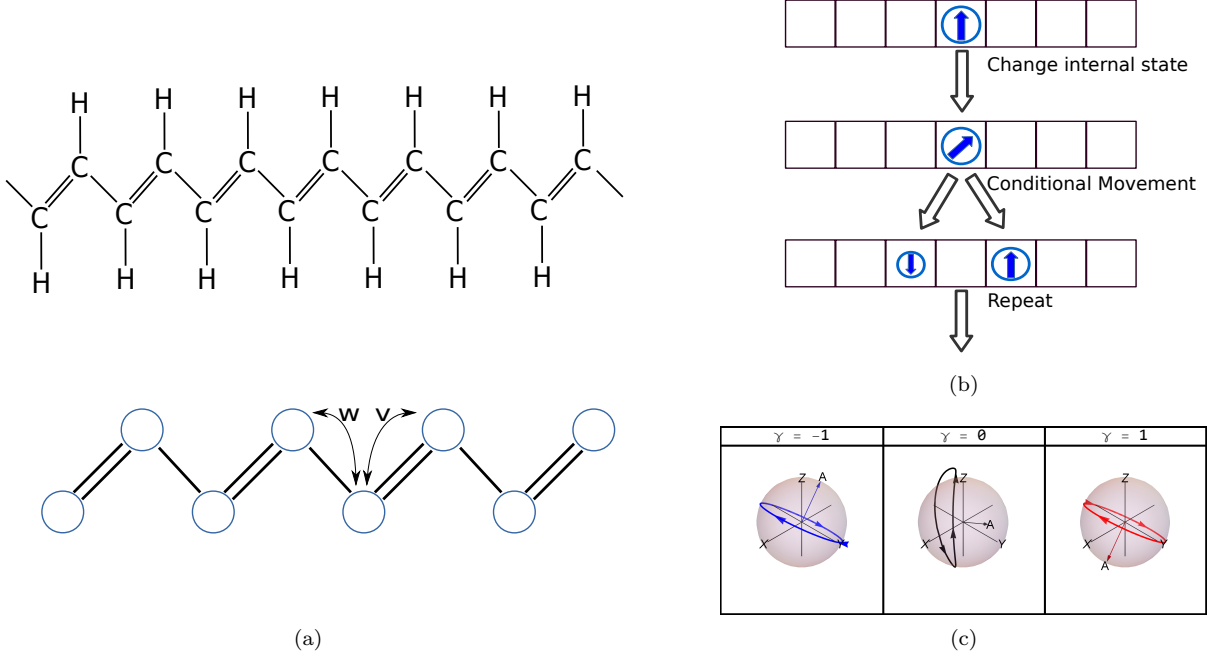 H H H H H H H
C C C C C C C
C C C C C C C
H H H H H H H
w v
(a)
Change internal state
Conditional Movement
Repeat
(b)
γ = -1 γ = 0 γ = 1
Z A Z Z
A
X Y X Y X Y
A
(c)